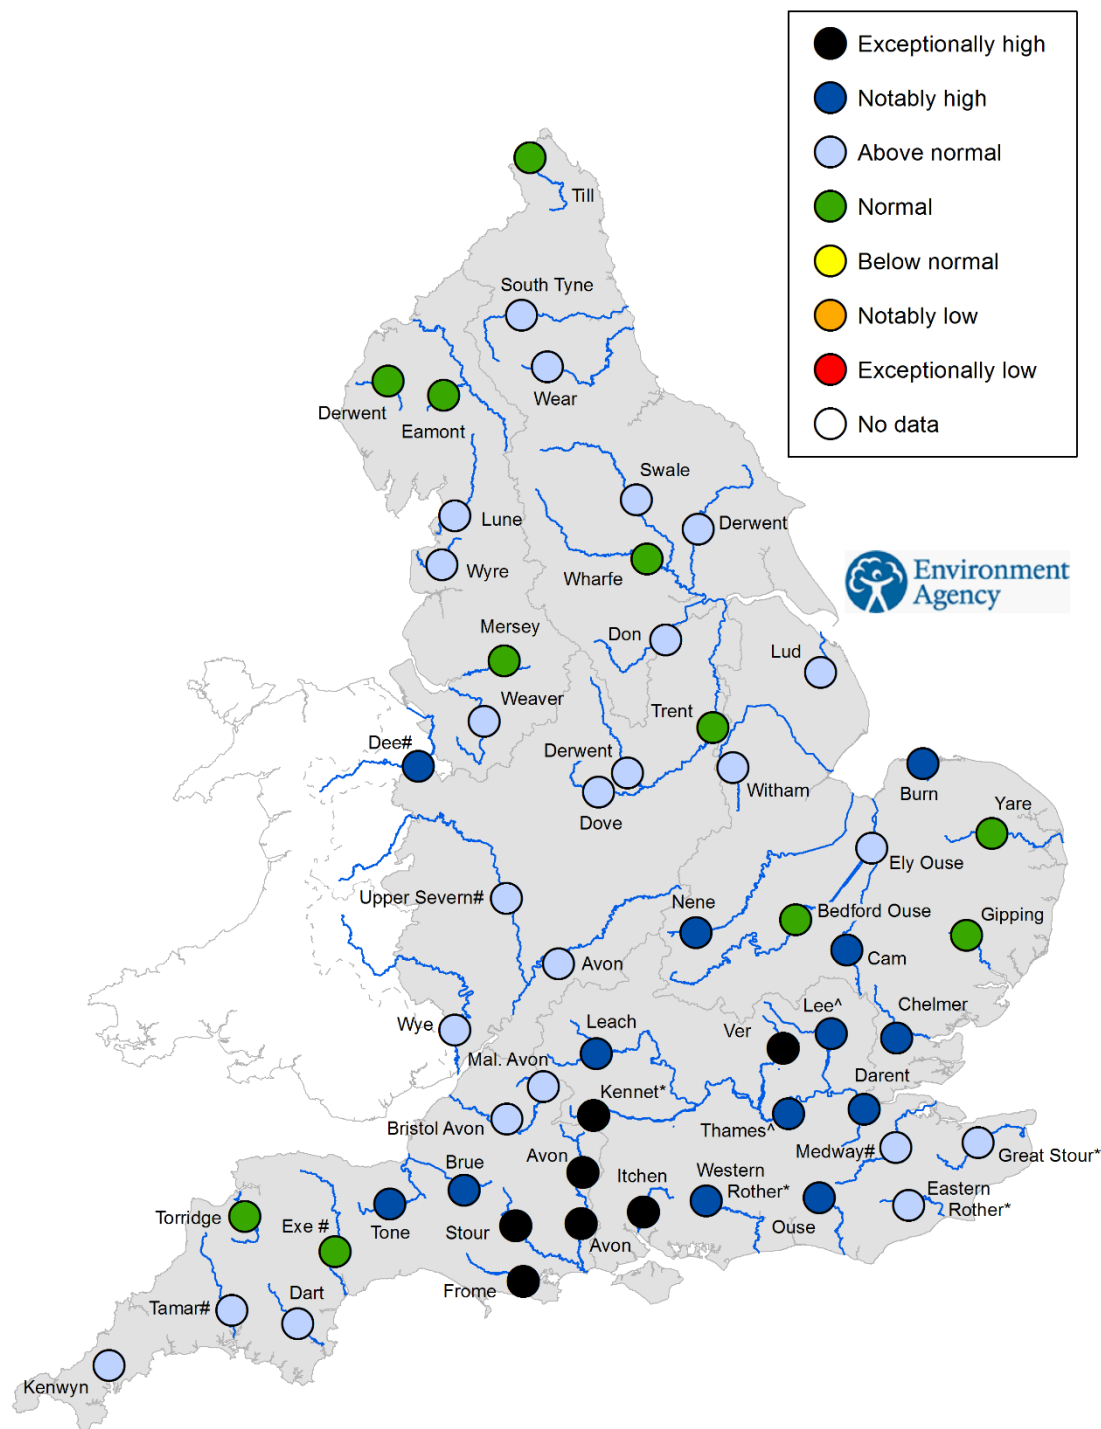 Exceptionally high
Notably high
Above normal
Normal
Below normal
Notably low
Exceptionally low
No data
Till
South Tyne
Wear
Derwent
Eamont
Swale
Lune
Derwent
Wyre
Wharfe
Environment
Agency
Mersey
Don
Lud
Weaver
Trent
Dee#
Derwent
Witham
Burn
Dove
Yare
Ely Ouse
Upper Severn#
Nene
Bedford Ouse
Gipping
Avon
Cam
Wye
Leach
Ver
Lee^
Chelmer
Mal. Avon
Kennet*
Darent
Bristol Avon
Thames^
Medway#
Great Stour*
Brue
Avon
Itchen
Western
Rother*
Eastern
Rother*
Torridge
Exe #
Tone
Stour
Avon
Ouse
Frome
Tamar#
Dart
Kenwyn